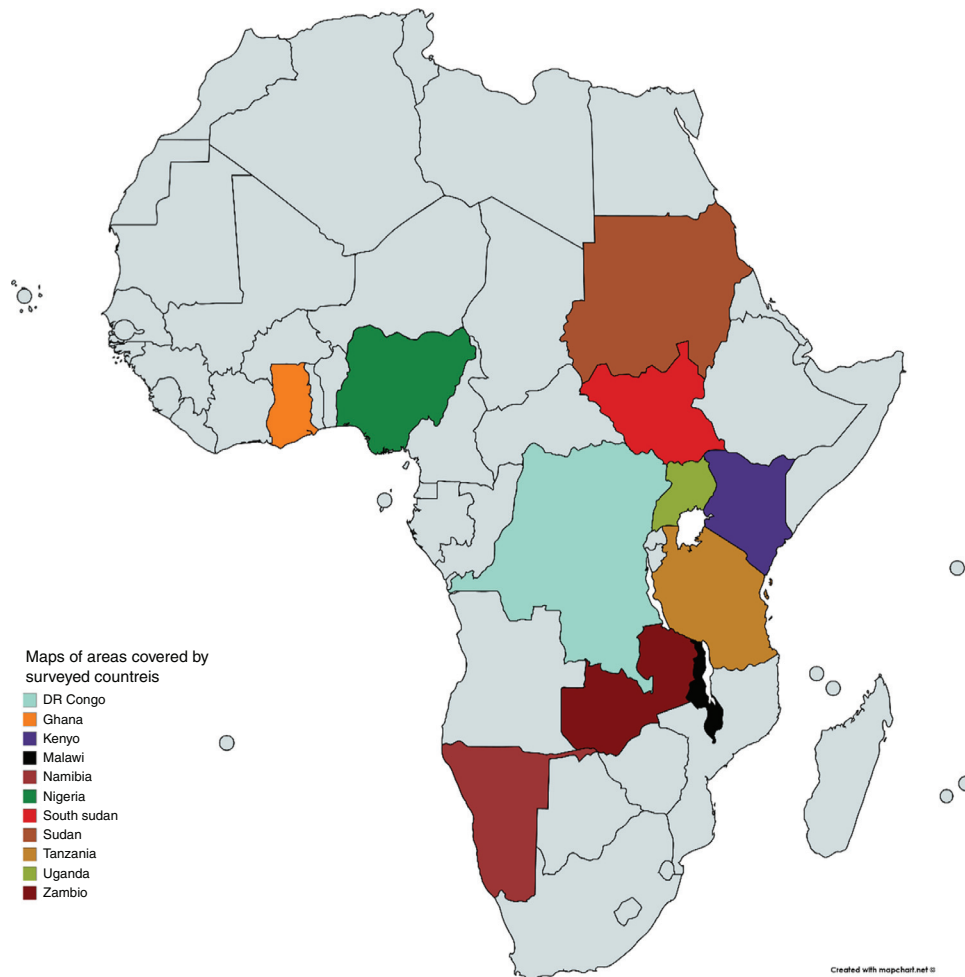 Maps of areas covered by
surveyed countreis
DR Congo
Ghana
Kenyo
Malawi
Namibia
Nigeria
South sudan
Sudan
Tanzania
Uganda
Zambio
Created with mapchart.net ©